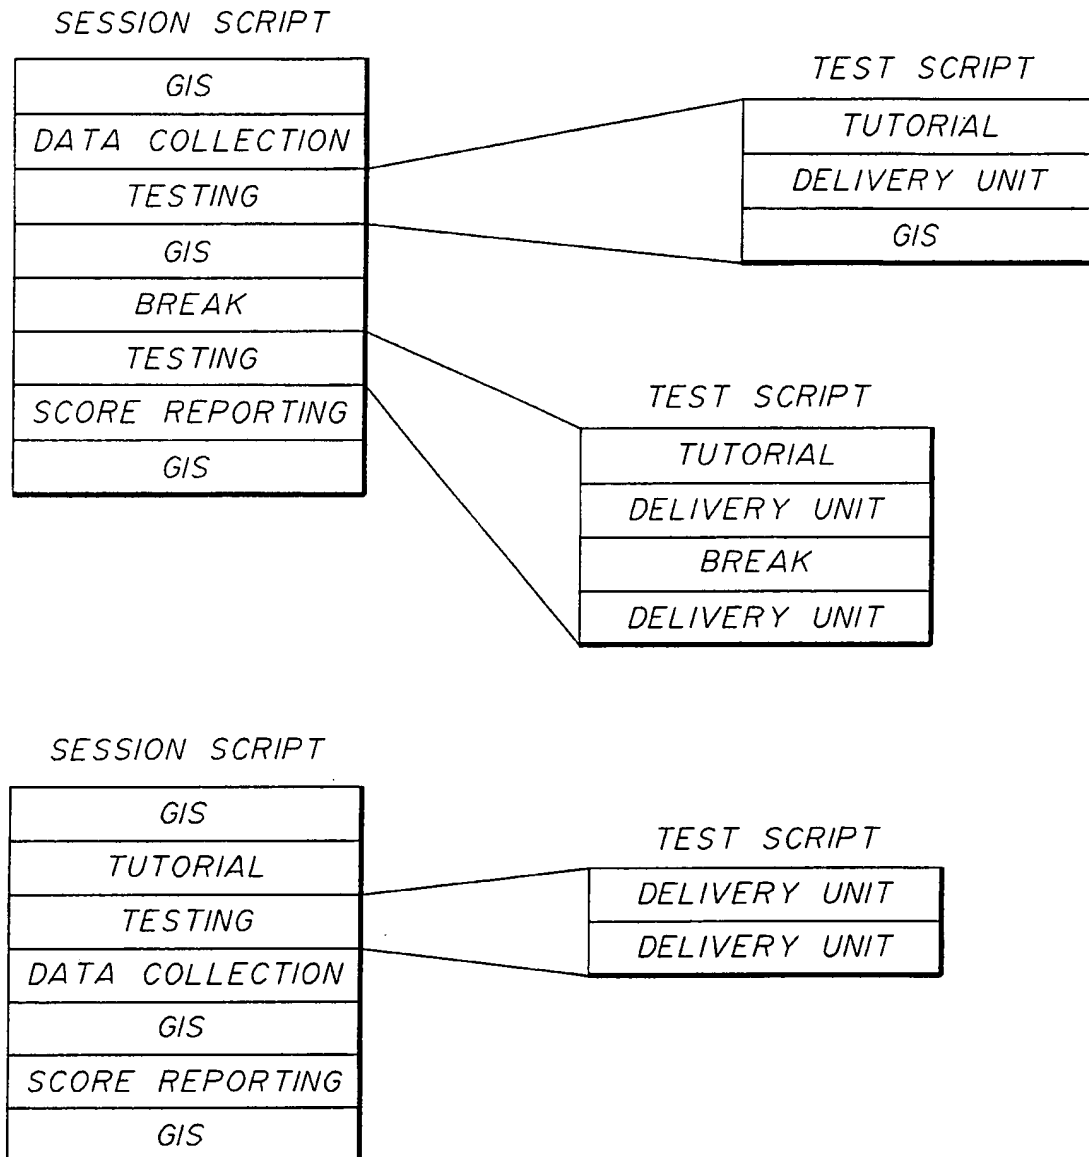 SESSION SCRIPT
GIS
DATA COLLECTION
TESTING
GIS
BREAK
TESTING
SCORE REPORTING
GIS
TEST SCRIPT
TUTORIAL
DELIVERY UNIT
GIS
TEST SCRIPT
TUTORIAL
DELIVERY UNIT
BREAK
DELIVERY UNIT
SESSION SCRIPT
GIS
TUTORIAL
TESTING
DATA COLLECTION
GIS
SCORE REPORTING
GIS
TEST SCRIPT
DELIVERY UNIT
DELIVERY UNIT